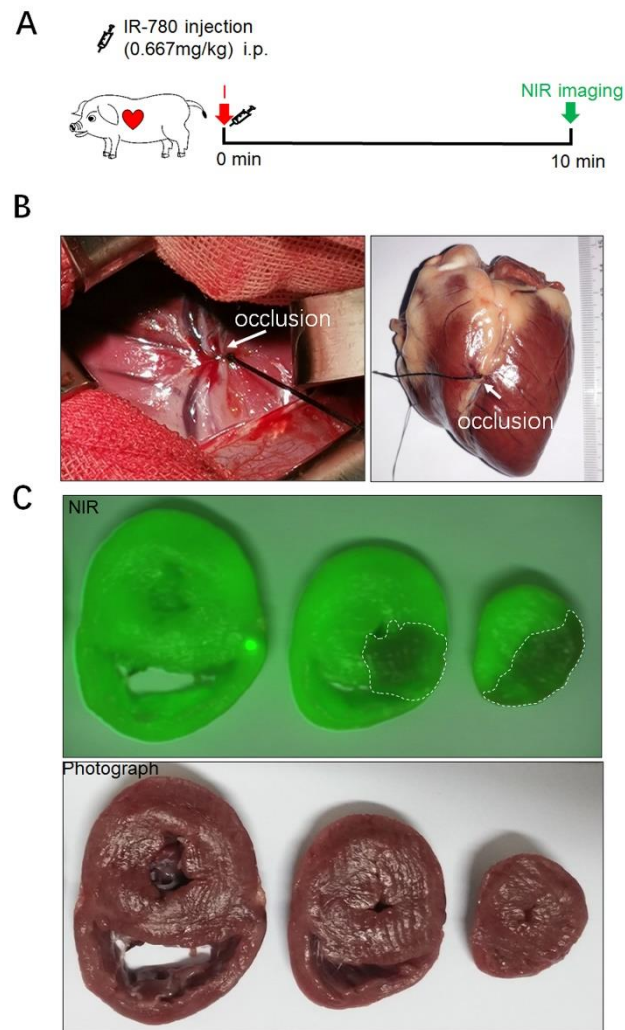 A
IR-780 injection
(0.667mg/kg) i.p.
I
NIR imaging
0 min
10 min
B
occlusion
occlusion
C
NIR
Photograph